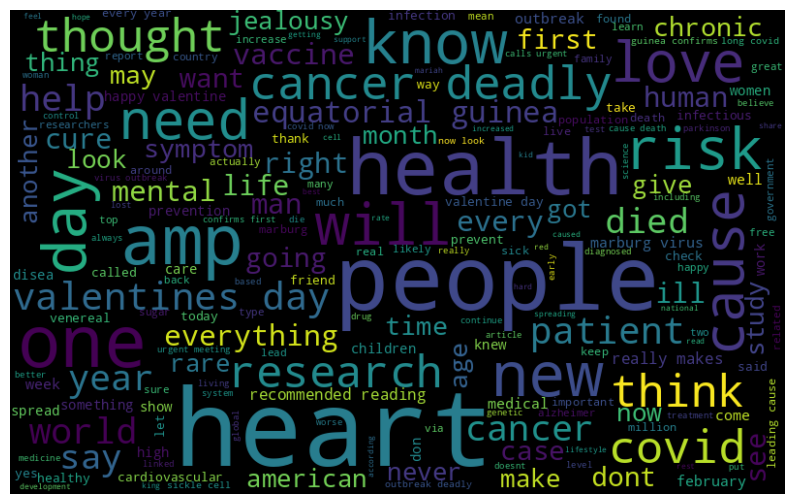 feel
hope
every year
mean
infection
outbreak
found
learn
guinea confirms
long covid
thought
jealousy
know
first
love
increase
getting
support
report
country
woman
thing
vaccine
calls urgent
mariah
family
great
may
want
cancer
deadly
way
human
women
believe
chronic
happy valentine
help
need
equatorial guinea
take
infectious
control
researchers
covid now
cell
increased
population
death
cure
symptom
month
thank
live
test
cause death
parkinson
share
another
look
actually
around
right
now look
kid
science
risk
virus outbreak
best
many
health
including
well
government
day
mental
life
man
every
got
give
lost
prevention
much
valentine day
prevent
died
cause
top
confirms first
die
marburg
rate
real
likely
sick
caused
red
diagnosed
always
amp
will
going
really
early
marburg virus
check
happy
free
work
disea
called
care
back
based
friend
people
ill
study
valentines day
hard
national
related
venereal
today
sugar
type
drug
continue
spreading
article
read
one
everything
time
knew
patient
two
keep
really makes
said
urgent meeting
lead
children
better
week
sure
year
rare
research
age
new
think
living
system
something
recommended reading
medical
genetic
important
alzheimer
now
come
leading cause
spread
show
let
global
worse
heart
don
via
according
cancer
doesnt
treatment
million
lifestyle
world
high
linked
case
covid
see
medicine
yes
say
healthy
cardiovascular
american
never
make
level
dont
february
put
rest
development
king
sickle cell
outbreak deadly